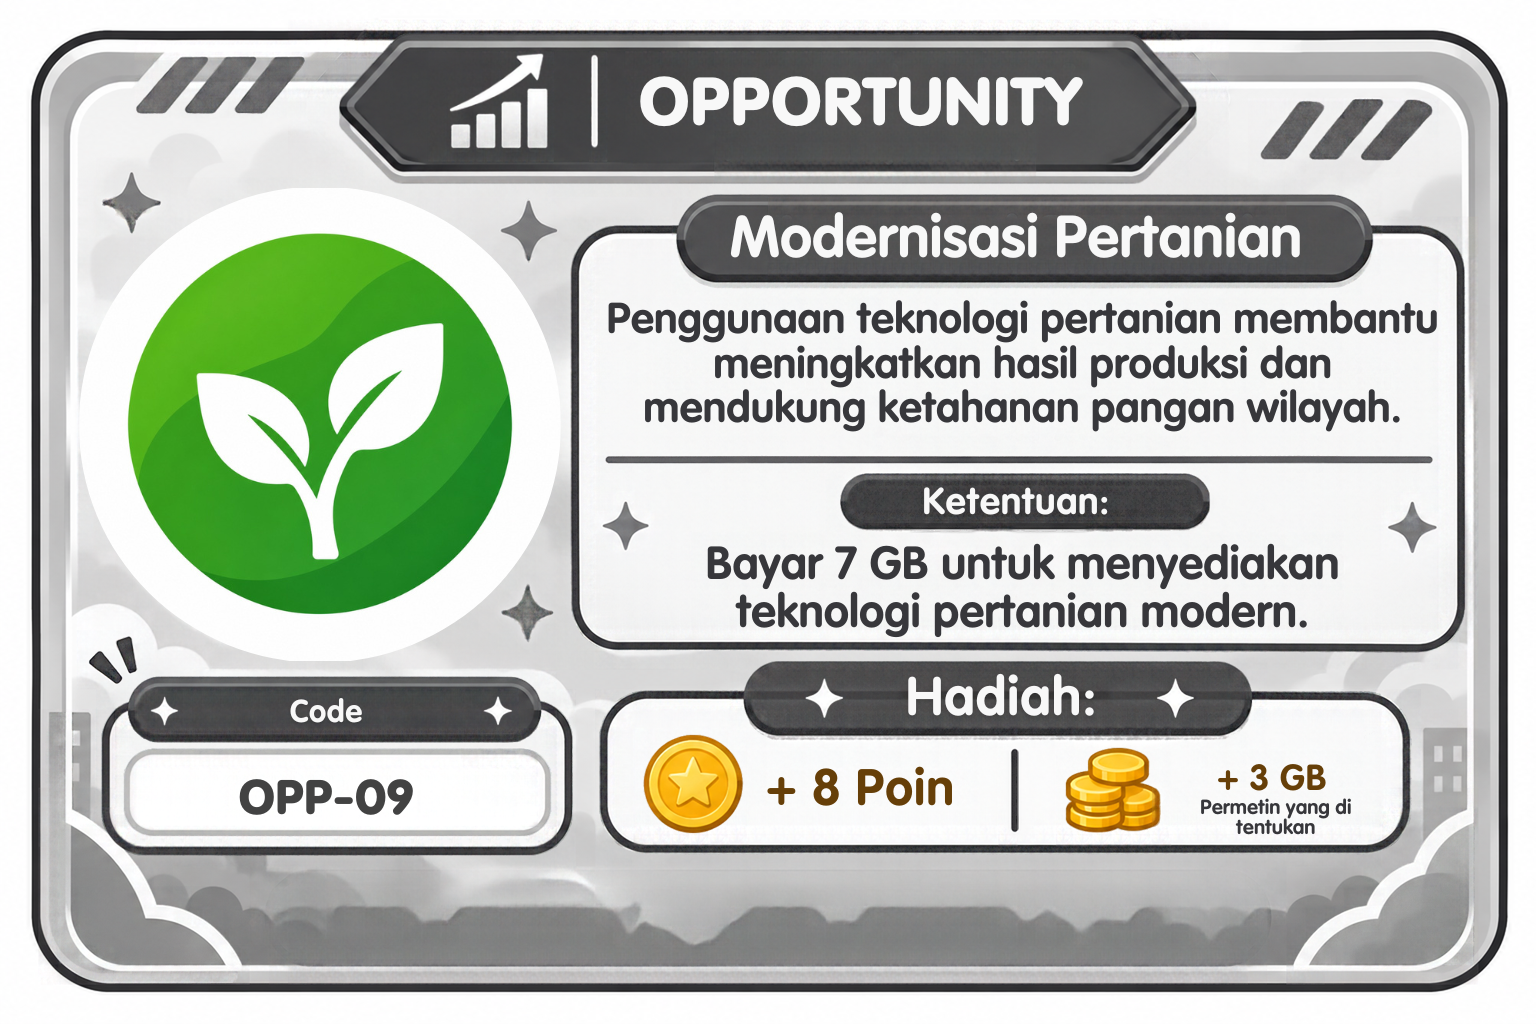 OPPORTUNITY
Modernisasi Pertanian
Penggunaan teknologi pertanian membantu
meningkatkan hasil produksi dan
mendukung ketahanan pangan wilayah.
Ketentuan:
Bayar 7 GB untuk menyediakan
teknologi pertanian modern.
Code
OPP-09
Hadiah:
+ 8 Poin
+ 3 GB
Permetin yang di
tentukan